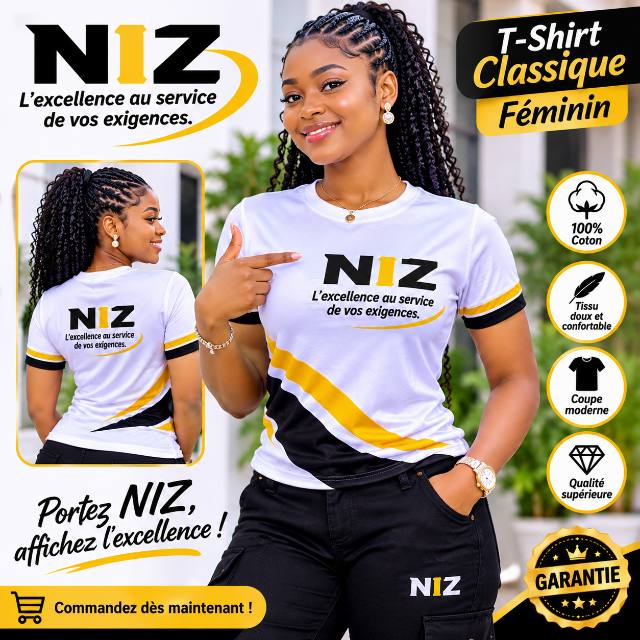 NIZ
L'excellence au service
de vos exigences.
T-Shirt
Classique
Féminin
NIZ
L'excellence au service
de vos exigences.
NIZ
L'excellence au service
de vos exigences.
100%
Coton
Tissu
doux et
confortable
Coupe
moderne
Qualité
supérieure
Portez NIZ,
affichez l'excellence !
NIZ
GARANTIE
Commandez dès maintenant !